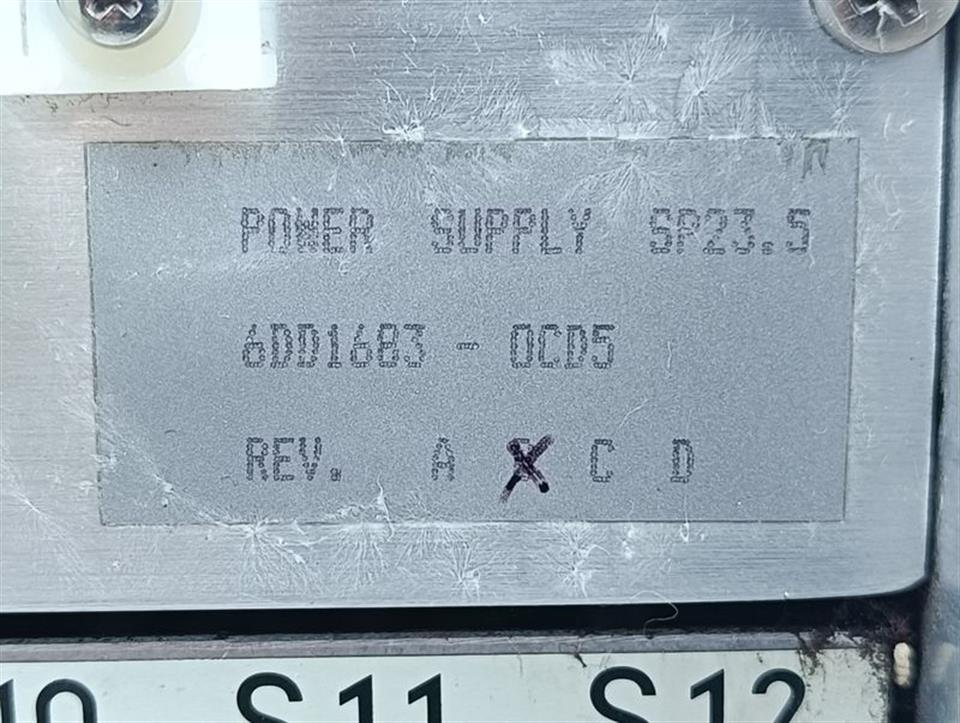 POWER SUPPLY SP23.5
6DD1683 - 0CD5
REV. A B C D
S11 S12